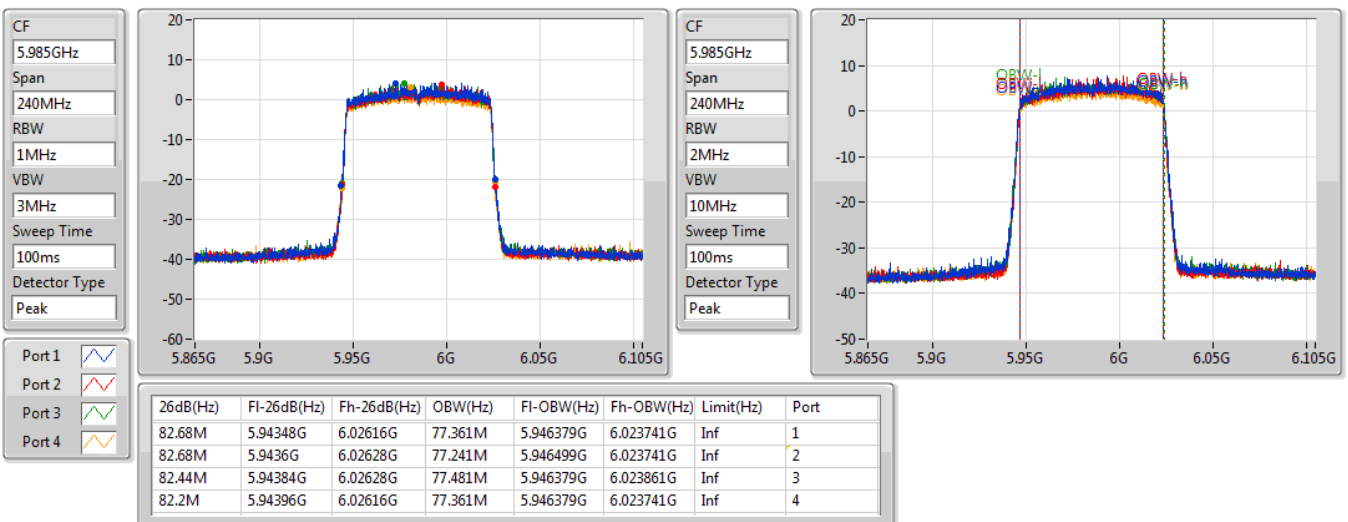 CF
5.985GHz
Span
240MHz
RBW
1MHz
VBW
3MHz
Sweep Time
100ms
Detector Type
Peak
20
10
0
-10
-20
-30
-40
-50
-60
5.865G 5.9G 5.95G 6G 6.05G 6.105G
CF
5.985GHz
Span
240MHz
RBW
2MHz
VBW
10MHz
Sweep Time
100ms
Detector Type
Peak
20
10
0
-10
-20
-30
-40
-50
OBW-l OBW-h
5.865G 5.9G 5.95G 6G 6.05G 6.105G
Port 1
Port 2
Port 3
Port 4
26dB(Hz) Fl-26dB(Hz) Fh-26dB(Hz) OBW(Hz) Fl-OBW(Hz) Fh-OBW(Hz) Limit(Hz) Port
82.68M 5.94348G 6.02616G 77.361M 5.946379G 6.023741G Inf 1
82.68M 5.9436G 6.02628G 77.241M 5.946499G 6.023741G Inf 2
82.44M 5.94384G 6.02628G 77.481M 5.946379G 6.023861G Inf 3
82.2M 5.94396G 6.02616G 77.361M 5.946379G 6.023741G Inf 4